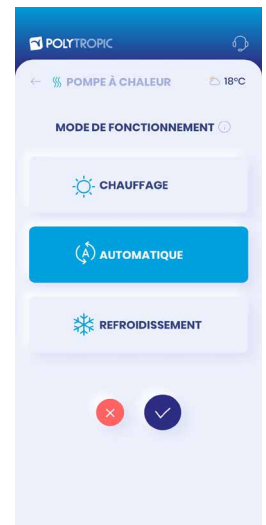 POLYTROPIC
POMPE À CHALEUR 18°C
MODE DE FONCTIONNEMENT
CHAUFFAGE
A AUTOMATIQUE
REFROIDISSEMENT